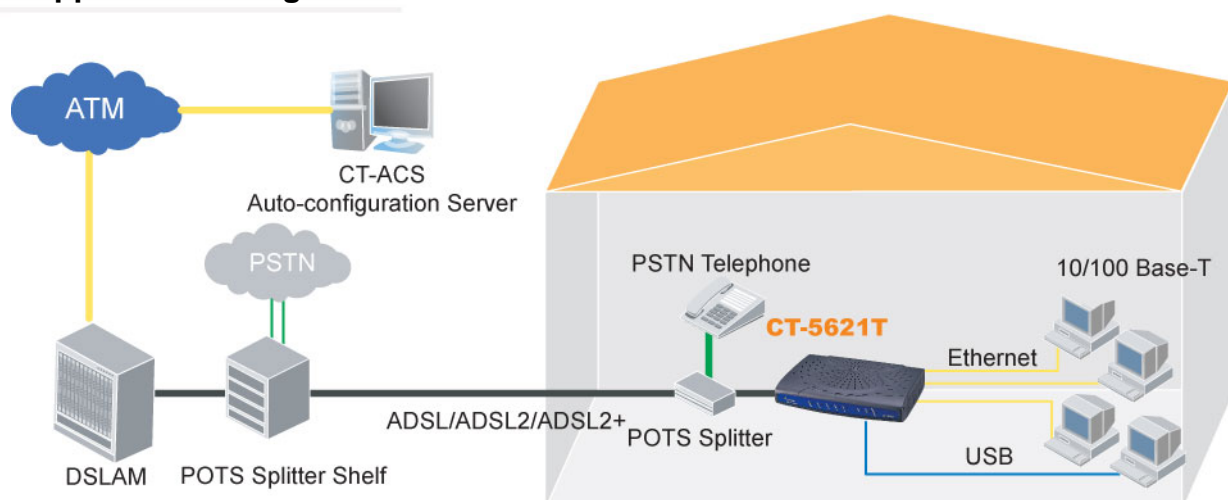 ATM
CT-ACS
Auto-configuration Server
PSTN
PSTN Telephone
10/100 Base-T
CT-5621T
Ethernet
ADSL/ADSL2/ADSL2+
POTS Splitter
USB
DSLAM
POTS Splitter Shelf